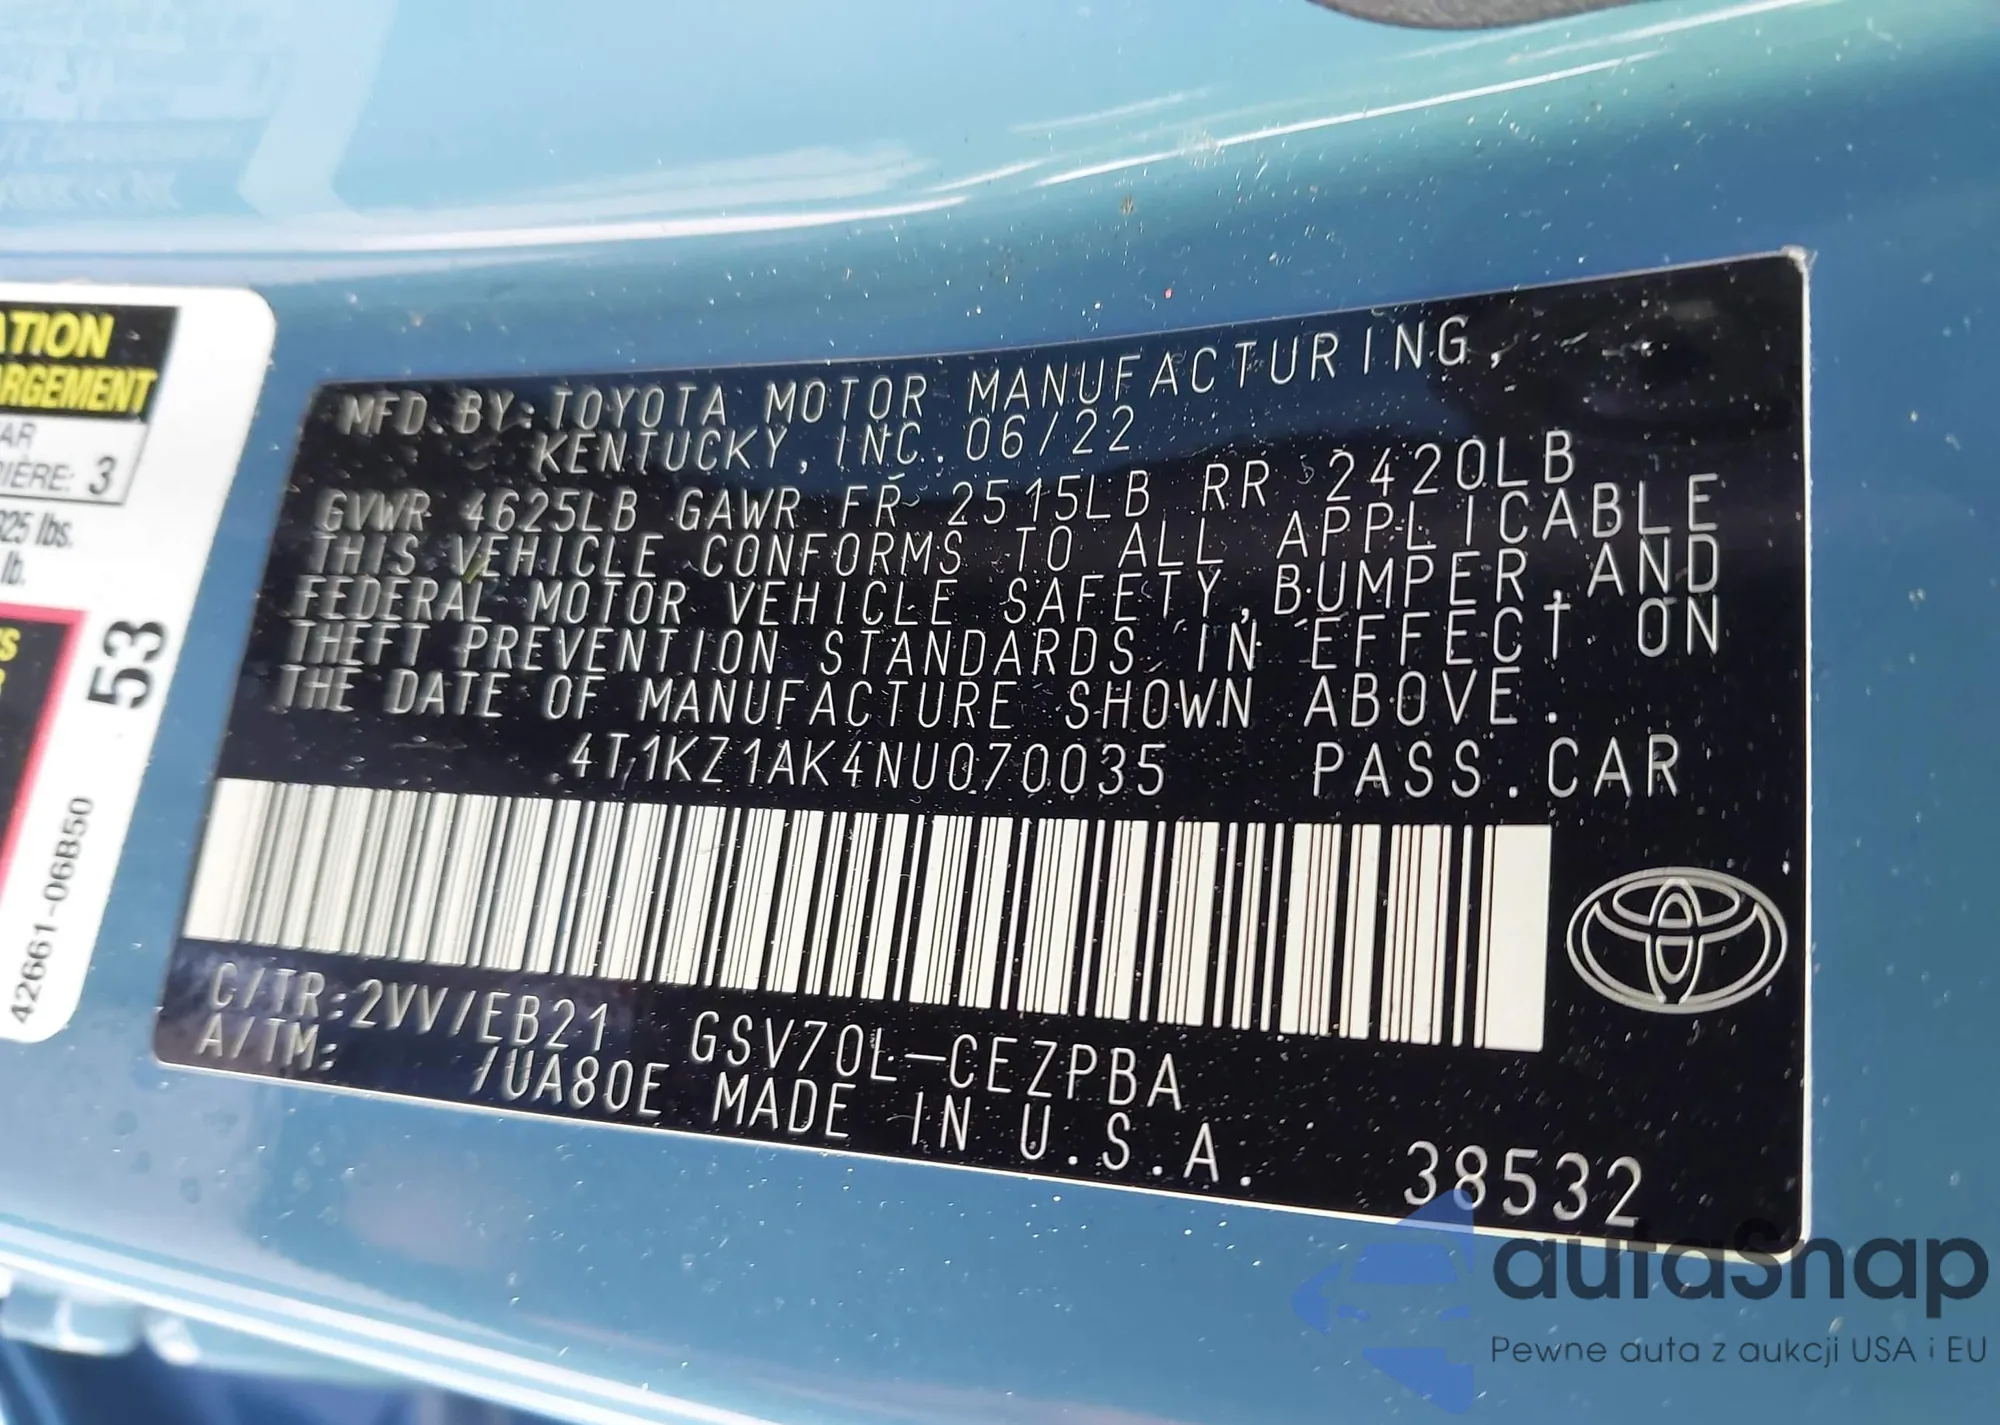 ATION
ARGEMENT
AR
IÈRE: 3
925 lbs.
lb.
53
42661-06B50
MFD.BY:TOYOTA MOTOR MANUFACTURING,
KENTUCKY, INC. 06/22
GVWR 4625LB GAWR FR 2515LB RR 2420LB
THIS VEHICLE CONFORMS TO ALL APPLICABLE
FEDERAL MOTOR VEHICLE SAFETY,BUMPER,AND
THEFT PREVENTION STANDARDS IN EFFECT ON
THE DATE OF MANUFACTURE SHOWN ABOVE.
4T1KZ1AK4NU070035 PASS.CAR
C/TR:2VV/EB21 GSV70L-CEZPBA
A/TM: /UA80E MADE IN U.S.A.
38532
autasnap
Pewne auta z aukcji USA i EU